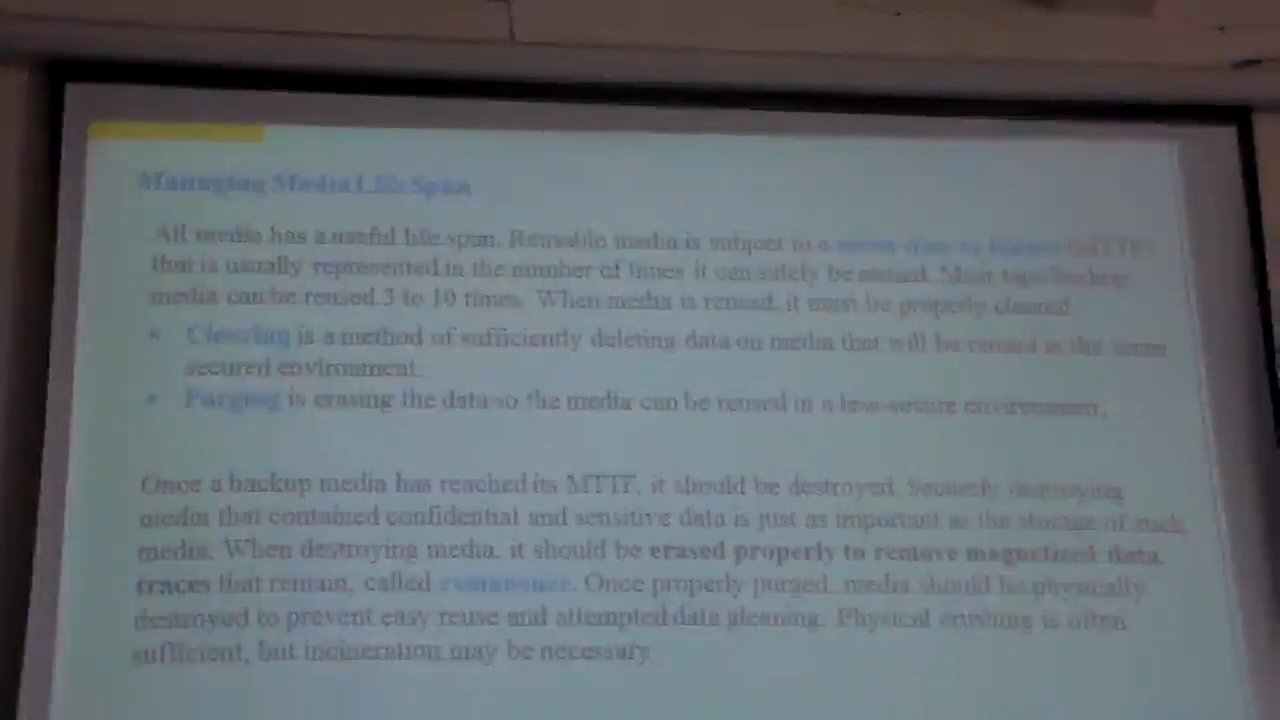 Managing Media Life Span
All media has a useful life span. Reusable media is subject to a mean time to failure (MTTF)
that is usually represented in the number of times it can safely be reused. Most tape backup
media can be reused 3 to 10 times. When media is reused, it must be properly cleared.
• Clearing is a method of sufficiently deleting data on media that will be reused in the same
secured environment.
• Purging is erasing the data so the media can be reused in a less-secure environment.
Once a backup media has reached its MTTF, it should be destroyed. Securely destroying
media that contained confidential and sensitive data is just as important as the storage of such
media. When destroying media, it should be erased properly to remove magnetized data
traces that remain, called remanence. Once properly purged, media should be physically
destroyed to prevent easy reuse and attempted data gleaning. Physical crushing is often
sufficient, but incineration may be necessary.